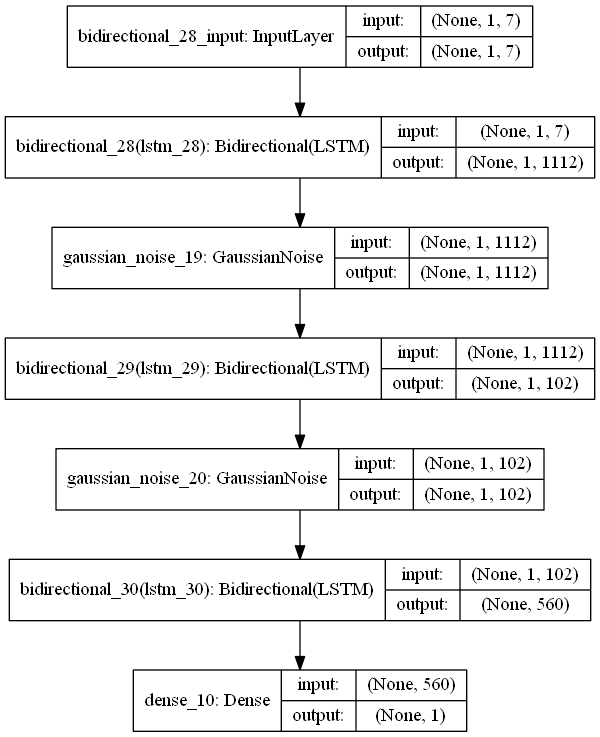 bidirectional_28_input: InputLayer
input: (None, 1, 7)
output: (None, 1, 7)
bidirectional_28(lstm_28): Bidirectional(LSTM)
input: (None, 1, 7)
output: (None, 1, 1112)
gaussian_noise_19: GaussianNoise
input: (None, 1, 1112)
output: (None, 1, 1112)
bidirectional_29(lstm_29): Bidirectional(LSTM)
input: (None, 1, 1112)
output: (None, 1, 102)
gaussian_noise_20: GaussianNoise
input: (None, 1, 102)
output: (None, 1, 102)
bidirectional_30(lstm_30): Bidirectional(LSTM)
input: (None, 1, 102)
output: (None, 560)
dense_10: Dense
input: (None, 560)
output: (None, 1)